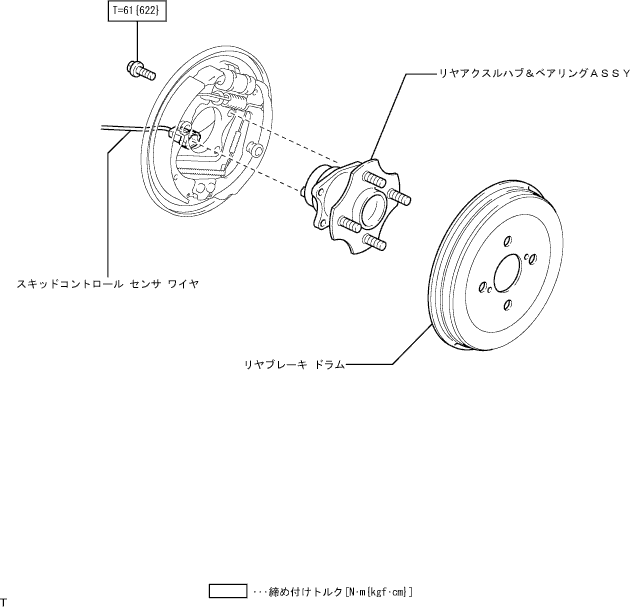 T=61{622}
リヤアクスルハブ&ベアリングASSY
スキッドコントロール センサ ワイヤ
リヤブレーキ ドラム
･･･締め付けトルク[N･m{kgf･cm}]
T